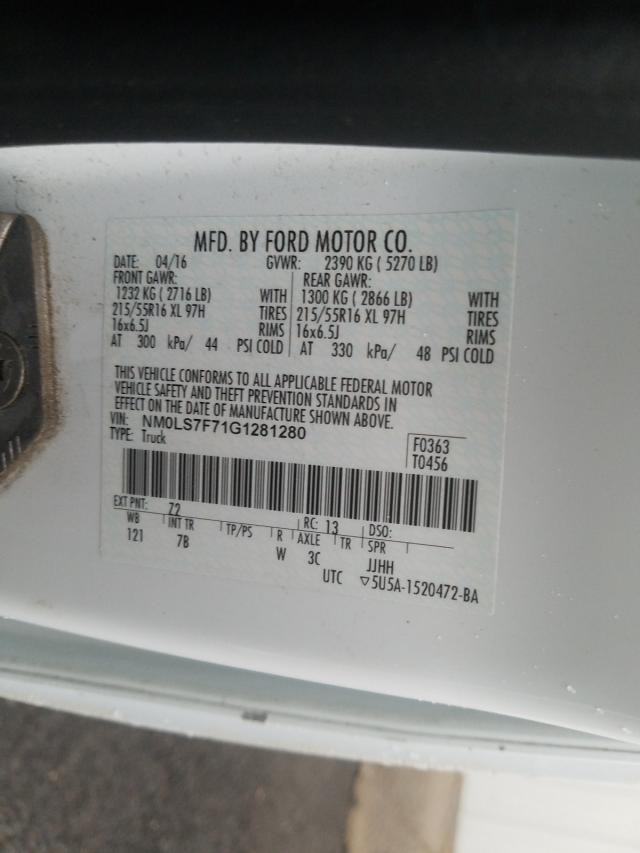 MFD. BY FORD MOTOR CO.
DATE: 04/16 GVWR: 2390 KG ( 5270 LB)
FRONT GAWR: REAR GAWR:
1232 KG ( 2716 LB) WITH 1300 KG ( 2866 LB) WITH
215/55R16 XL 97H TIRES 215/55R16 XL 97H TIRES
16x6.5J RIMS 16x6.5J RIMS
AT 300 kPa/ 44 PSI COLD AT 330 kPa/ 48 PSI COLD
THIS VEHICLE CONFORMS TO ALL APPLICABLE FEDERAL MOTOR
VEHICLE SAFETY AND THEFT PREVENTION STANDARDS IN
EFFECT ON THE DATE OF MANUFACTURE SHOWN ABOVE.
VIN: NM0LS7F71G1281280
TYPE: Truck
F0363
T0456
EXT PNT: Z2 RC: 13 DSO:
WB INT TR TP/PS R AXLE TR SPR
121 7B W 3C JJHH
UTC ▽5U5A-1520472-BA